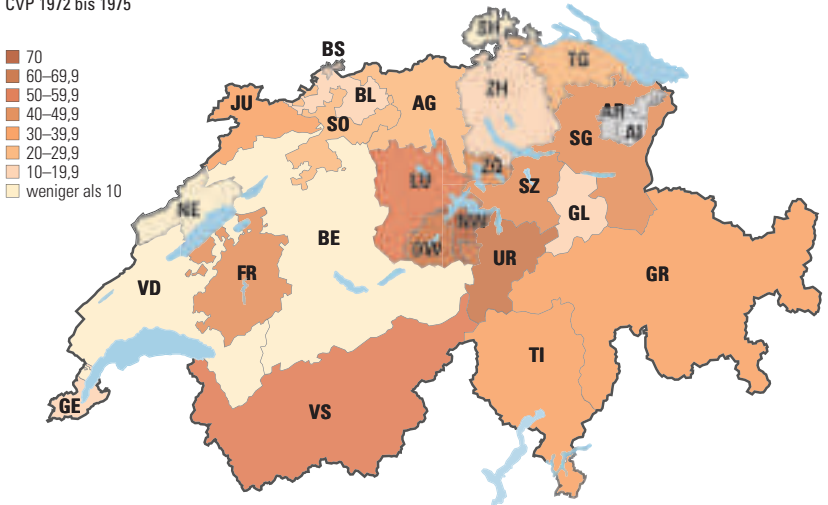 CVP 1972 bis 1975
70
60–69,9
50–59,9
40–49,9
30–39,9
20–29,9
10–19,9
weniger als 10
SH
BS
TG
ZH
JU
BL
AG
SO
AR
AI
SG
LU
ZG
SZ
NE
GL
NW
BE
OW
UR
FR
VD
GR
TI
GE
VS